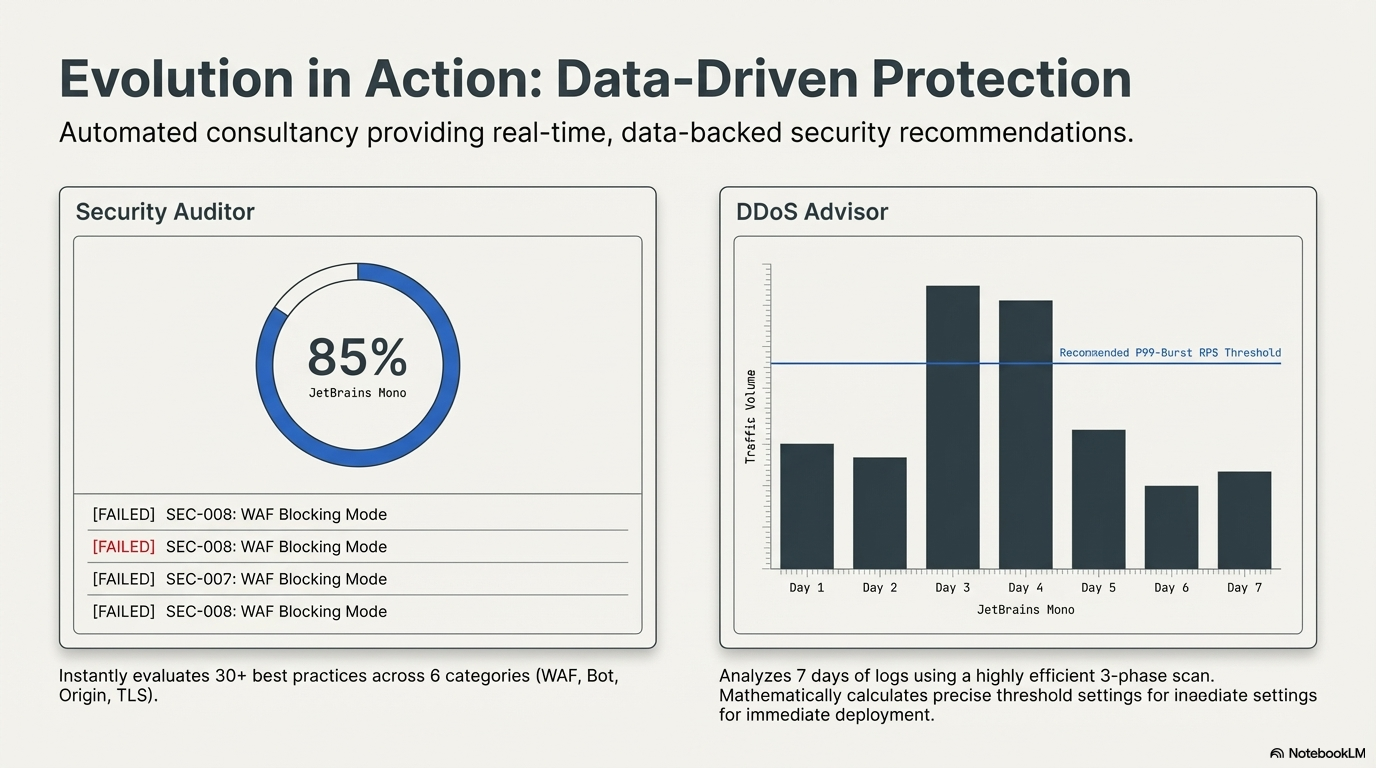 Evolution in Action: Data-Driven Protection
Automated consultancy providing real-time, data-backed security recommendations.
Security Auditor
85%
JetBrains Mono
[FAILED] SEC-008: WAF Blocking Mode
[FAILED] SEC-008: WAF Blocking Mode
[FAILED] SEC-007: WAF Blocking Mode
[FAILED] SEC-008: WAF Blocking Mode
Instantly evaluates 30+ best practices across 6 categories (WAF, Bot,
Origin, TLS).
DDoS Advisor
Traffic Volume
Recommended P99-Burst RPS Threshold
Day 1 Day 2 Day 3 Day 4 Day 5 Day 6 Day 7
JetBrains Mono
Analyzes 7 days of logs using a highly efficient 3-phase scan.
Mathematically calculates precise threshold settings for settings
for immediate deployment.
NotebookLM